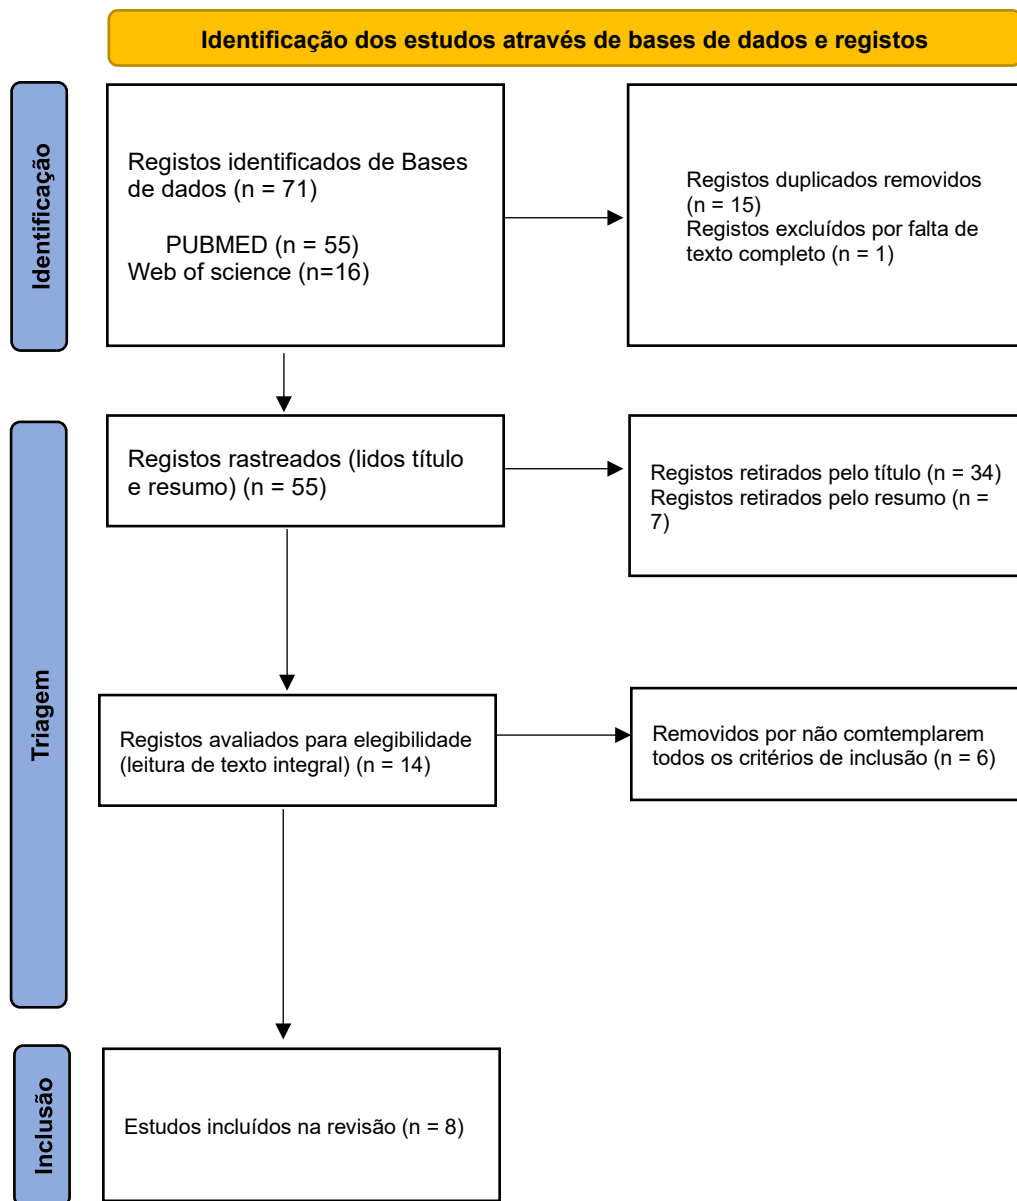 Identificação dos estudos através de bases de dados e registos
Identificação
Registos identificados de Bases
de dados (n = 71)
PUBMED (n = 55)
Web of science (n=16)
Registos duplicados removidos
(n = 15)
Registos excluídos por falta de
texto completo (n = 1)
Triagem
Registos rastreados (lidos título
e resumo) (n = 55)
Registos retirados pelo título (n = 34)
Registos retirados pelo resumo (n =
7)
Registos avaliados para elegibilidade
(leitura de texto integral) (n = 14)
Removidos por não comtemplarem
todos os critérios de inclusão (n = 6)
Inclusão
Estudos incluídos na revisão (n = 8)